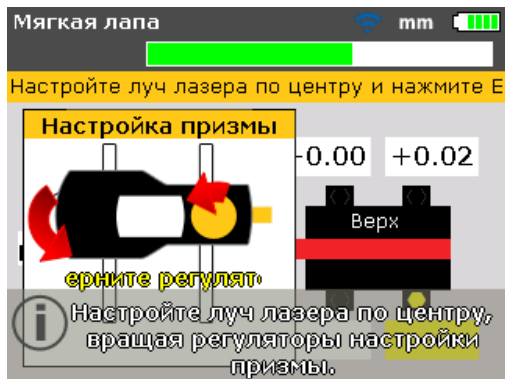 Мягкая лапа
mm
Настройте луч лазера по центру и нажмите E
Настройка призмы
-0.00 +0.02
Верх
ерните регулят
Настройте луч лазера по центру,
вращая регуляторы настройки
призмы.